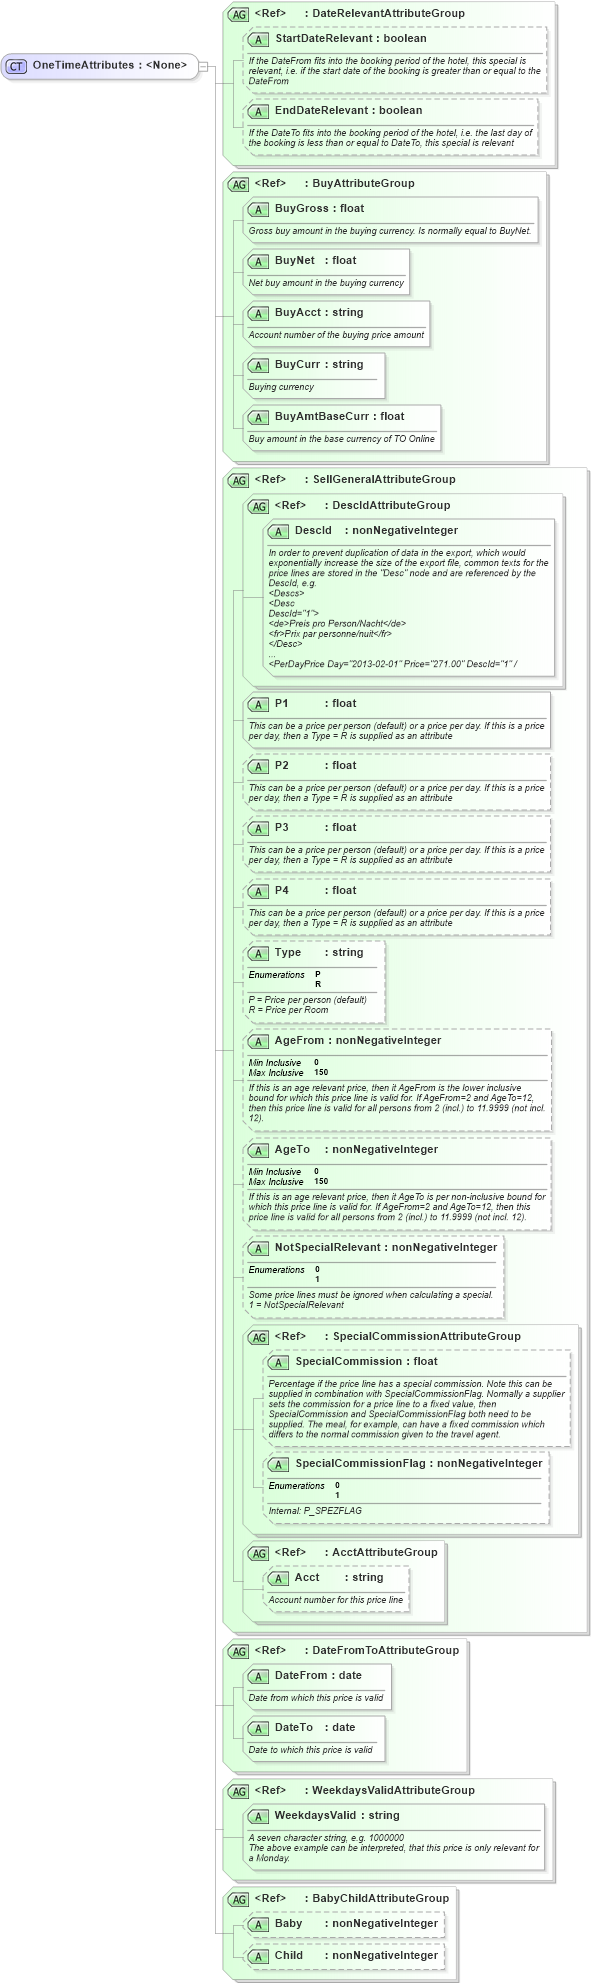 AG <Ref> : DateRelevantAttributeGroup
A StartDateRelevant : boolean
If the DateFrom fits into the booking period of the hotel, this special is
relevant, i.e. if the start date of the booking is greater than or equal to the
DateFrom
CT OneTimeAttributes : <None>
A EndDateRelevant : boolean
If the DateTo fits into the booking period of the hotel, i.e. the last day of
the booking is less than or equal to DateTo, this special is relevant
AG <Ref> : BuyAttributeGroup
A BuyGross : float
Gross buy amount in the buying currency. Is normally equal to BuyNet.
A BuyNet : float
Net buy amount in the buying currency
A BuyAcct : string
Account number of the buying price amount
A BuyCurr : string
Buying currency
A BuyAmtBaseCurr : float
Buy amount in the base currency of TO Online
AG <Ref> : SellGeneralAttributeGroup
AG <Ref> : DescIdAttributeGroup
A DescId : nonNegativeInteger
In order to prevent duplication of data in the export, which would
exponentially increase the size of the export file, common texts for the
price lines are stored in the "Desc" node and are referenced by the
DescId, e.g.
<Descs>
<Desc
DescId="1">
<de>Preis pro Person/Nacht</de>
<fr>Prix par personne/nuit</fr>
</Desc>
...
<PerDayPrice Day="2013-02-01" Price="271.00" DescId="1" /
A P1 : float
This can be a price per person (default) or a price per day. If this is a price
per day, then a Type = R is supplied as an attribute
A P2 : float
This can be a price per person (default) or a price per day. If this is a price
per day, then a Type = R is supplied as an attribute
A P3 : float
This can be a price per person (default) or a price per day. If this is a price
per day, then a Type = R is supplied as an attribute
A P4 : float
This can be a price per person (default) or a price per day. If this is a price
per day, then a Type = R is supplied as an attribute
A Type : string
Enumerations P
R
P = Price per person (default)
R = Price per Room
A AgeFrom : nonNegativeInteger
Min Inclusive 0
Max Inclusive 150
If this is an age relevant price, then it AgeFrom is the lower inclusive
bound for which this price line is valid for. If AgeFrom=2 and AgeTo=12,
then this price line is valid for all persons from 2 (incl.) to 11.9999 (not incl.
12).
A AgeTo : nonNegativeInteger
Min Inclusive 0
Max Inclusive 150
If this is an age relevant price, then it AgeTo is per non-inclusive bound for
which this price line is valid for. If AgeFrom=2 and AgeTo=12, then this
price line is valid for all persons from 2 (incl.) to 11.9999 (not incl. 12).
A NotSpecialRelevant : nonNegativeInteger
Enumerations 0
1
Some price lines must be ignored when calculating a special.
1 = NotSpecialRelevant
AG <Ref> : SpecialCommissionAttributeGroup
A SpecialCommission : float
Percentage if the price line has a special commission. Note this can be
supplied in combination with SpecialCommissionFlag. Normally a supplier
sets the commission for a price line to a fixed value, then
SpecialCommission and SpecialCommissionFlag both need to be
supplied. The meal, for example, can have a fixed commission which
differs to the normal commission given to the travel agent.
A SpecialCommissionFlag : nonNegativeInteger
Enumerations 0
1
Internal: P_SPEZFLAG
AG <Ref> : AcctAttributeGroup
A Acct : string
Account number for this price line
AG <Ref> : DateFromToAttributeGroup
A DateFrom : date
Date from which this price is valid
A DateTo : date
Date to which this price is valid
AG <Ref> : WeekdaysValidAttributeGroup
A WeekdaysValid : string
A seven character string, e.g. 1000000
The above example can be interpreted, that this price is only relevant for
a Monday.
AG <Ref> : BabyChildAttributeGroup
A Baby : nonNegativeInteger
A Child : nonNegativeInteger